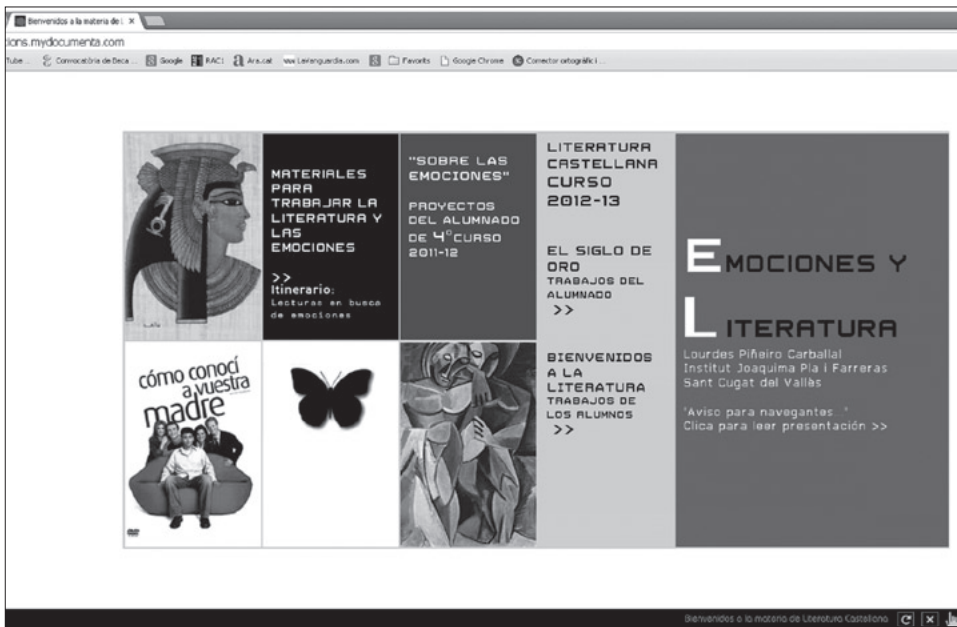 Bienvenidos a la materia de L
ions.mydocumenta.com
Tube ...
Convocatòria de Beca ...
Google
RAC1
Ara.cat
Lavanguardia.com
Favorits
Google Chrome
Corrector ortogràfic i ...
MATERIALES
PARA
TRABAJAR LA
LITERATURA Y
LAS
EMOCIONES
>>
Itinerario:
Lecturas en busca
de emociones
"SOBRE LAS
EMOCIONES"
PROYECTOS
DEL ALUMNADO
DE 4º CURSO
2011-12
LITERATURA
CASTELLANA
CURSO
2012-13
EL SIGLO DE
ORO
TRABAJOS DEL
ALUMNADO
>>
BIENVENIDOS
A LA
LITERATURA
TRABAJOS DE
LOS ALUMNOS
>>
EMOCIONES Y
LITERATURA
Lourdes Piñeiro Carballal
Institut Joaquima Pla i Farreras
Sant Cugat del Vallès
"Aviso para navegantes..."
Clica para leer presentación >>
cómo conocí
a vuestra
madre
DVD
Bienvenidos a la materia de Literatura Castellana